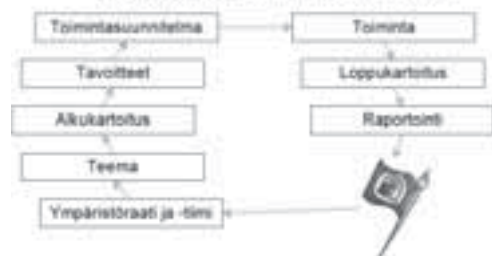 Toimintasuunnitelma
Toiminta
Tavoitteet
Loppukartoitus
Alkukartoitus
Raportointi
Teema
Ympäristöraati ja -tiimi